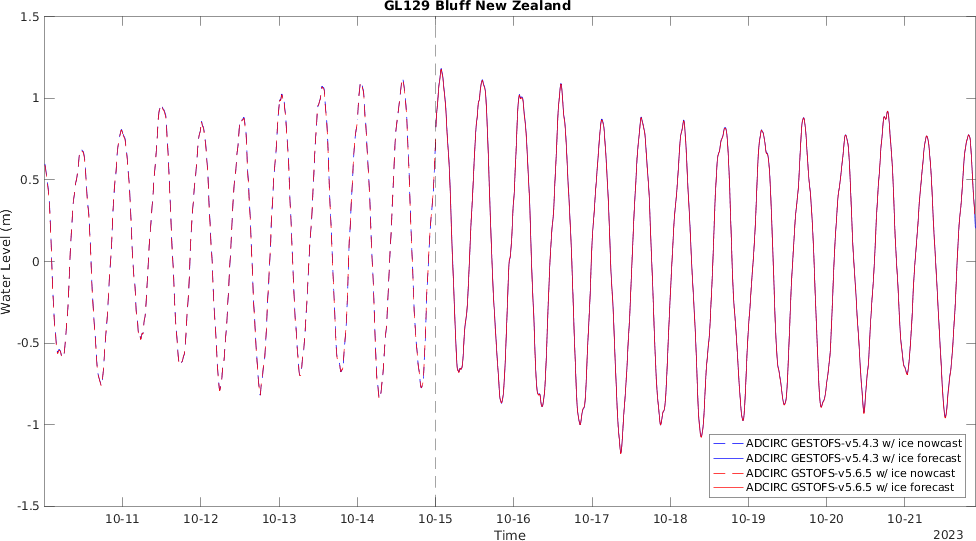 GL129 Bluff New Zealand
1.5
1
0.5
0
-0.5
-1
-1.5
Water Level (m)
10-11 10-12 10-13 10-14 10-15 10-16 10-17 10-18 10-19 10-20 10-21
Time
2023
ADCIRC GESTOFS-v5.4.3 w/ ice nowcast
ADCIRC GESTOFS-v5.4.3 w/ ice forecast
ADCIRC GSTOFS-v5.6.5 w/ ice nowcast
ADCIRC GSTOFS-v5.6.5 w/ ice forecast